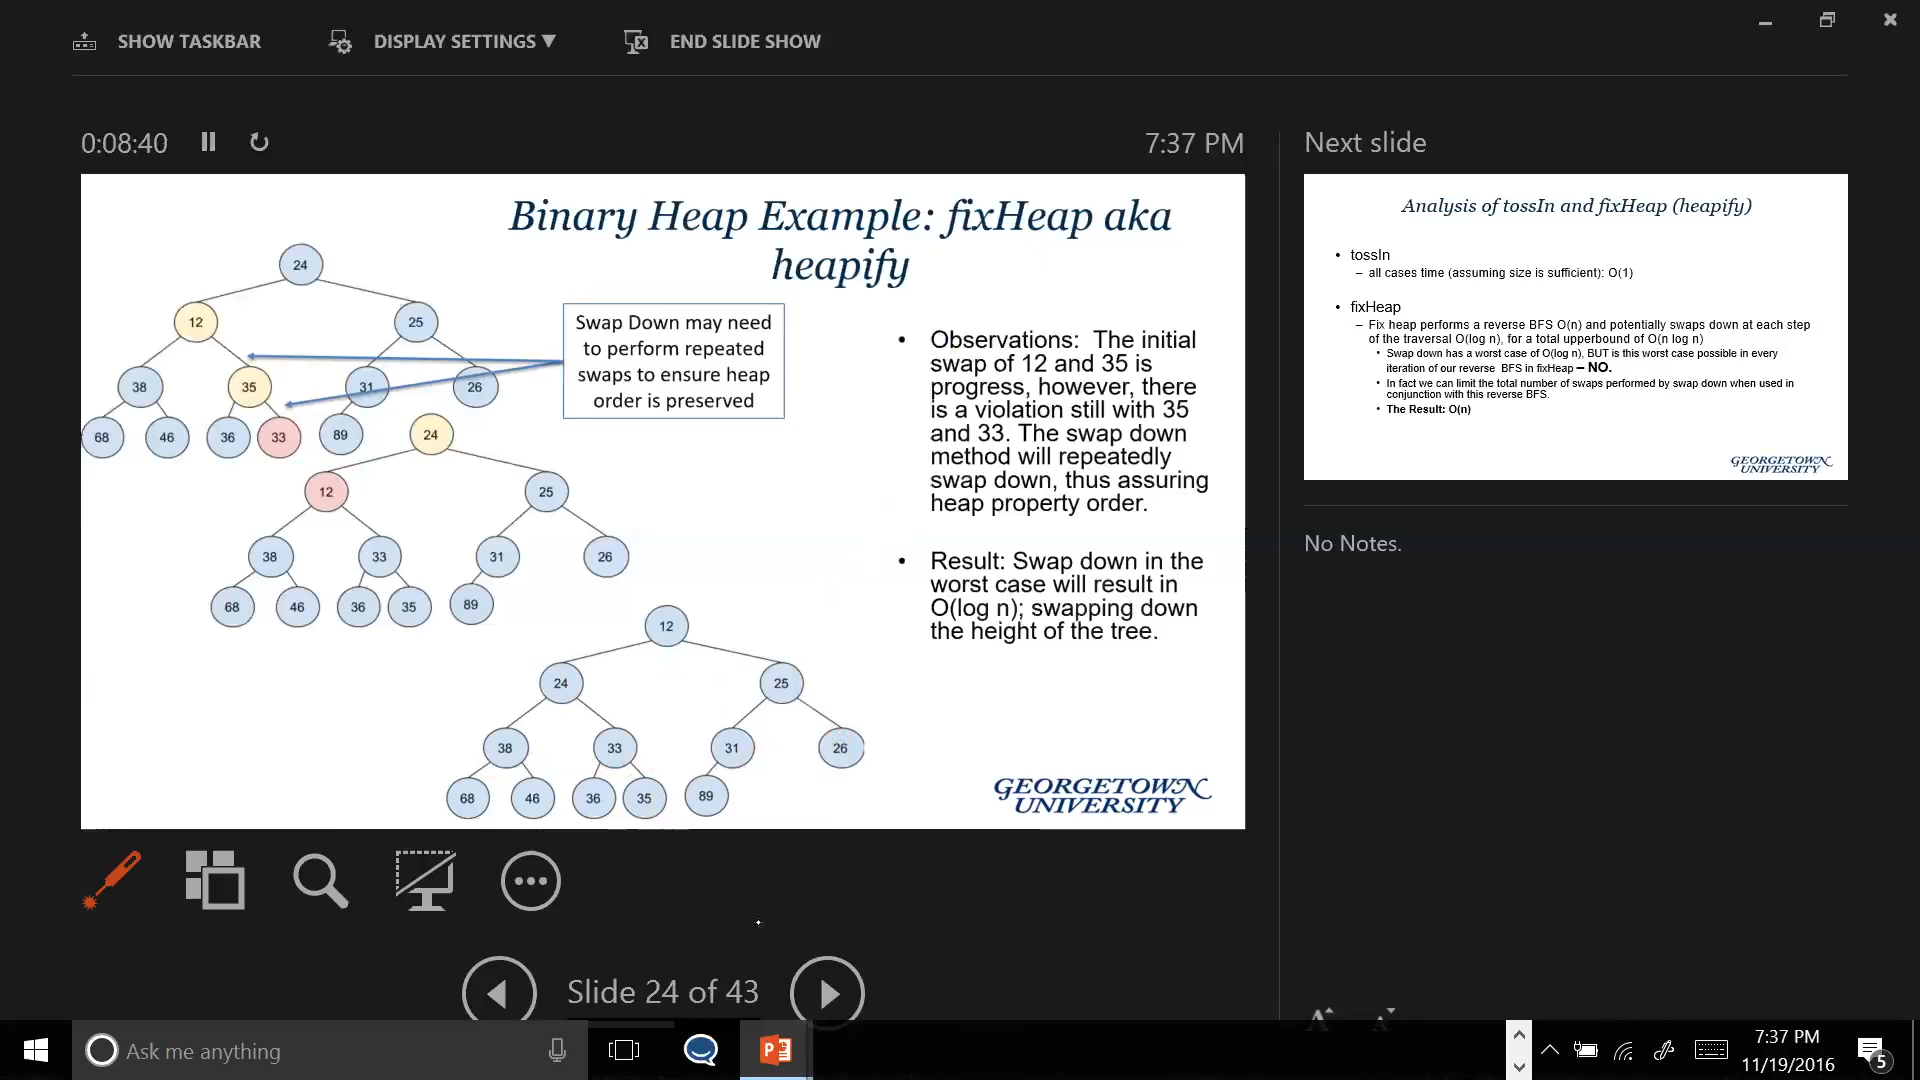 SHOW TASKBAR
DISPLAY SETTINGS ▼
END SLIDE SHOW
0:08:40
7:37 PM
Binary Heap Example: fixHeap aka
heapify
24
12
25
38
35
31
26
68
46
36
33
89
Swap Down may need
to perform repeated
swaps to ensure heap
order is preserved
24
12
25
38
33
31
26
68
46
36
35
89
12
24
25
38
33
31
26
68
46
36
35
89
• Observations: The initial
swap of 12 and 35 is
progress, however, there
is a violation still with 35
and 33. The swap down
method will repeatedly
swap down, thus assuring
heap property order.
• Result: Swap down in the
worst case will result in
O(log n); swapping down
the height of the tree.
GEORGETOWN
UNIVERSITY
Next slide
Analysis of tossIn and fixHeap (heapify)
• tossIn
– all cases time (assuming size is sufficient): O(1)
• fixHeap
– Fix heap performs a reverse BFS O(n) and potentially swaps down at each step
of the traversal O(log n), for a total upperbound of O(n log n)
• Swap down has a worst case of O(log n), BUT is this worst case possible in every
iteration of our reverse BFS in fixHeap – NO.
• In fact we can limit the total number of swaps performed by swap down when used in
conjunction with this reverse BFS.
• The Result: O(n)
GEORGETOWN
UNIVERSITY
No Notes.
Slide 24 of 43
A A
Ask me anything
7:37 PM
11/19/2016
5